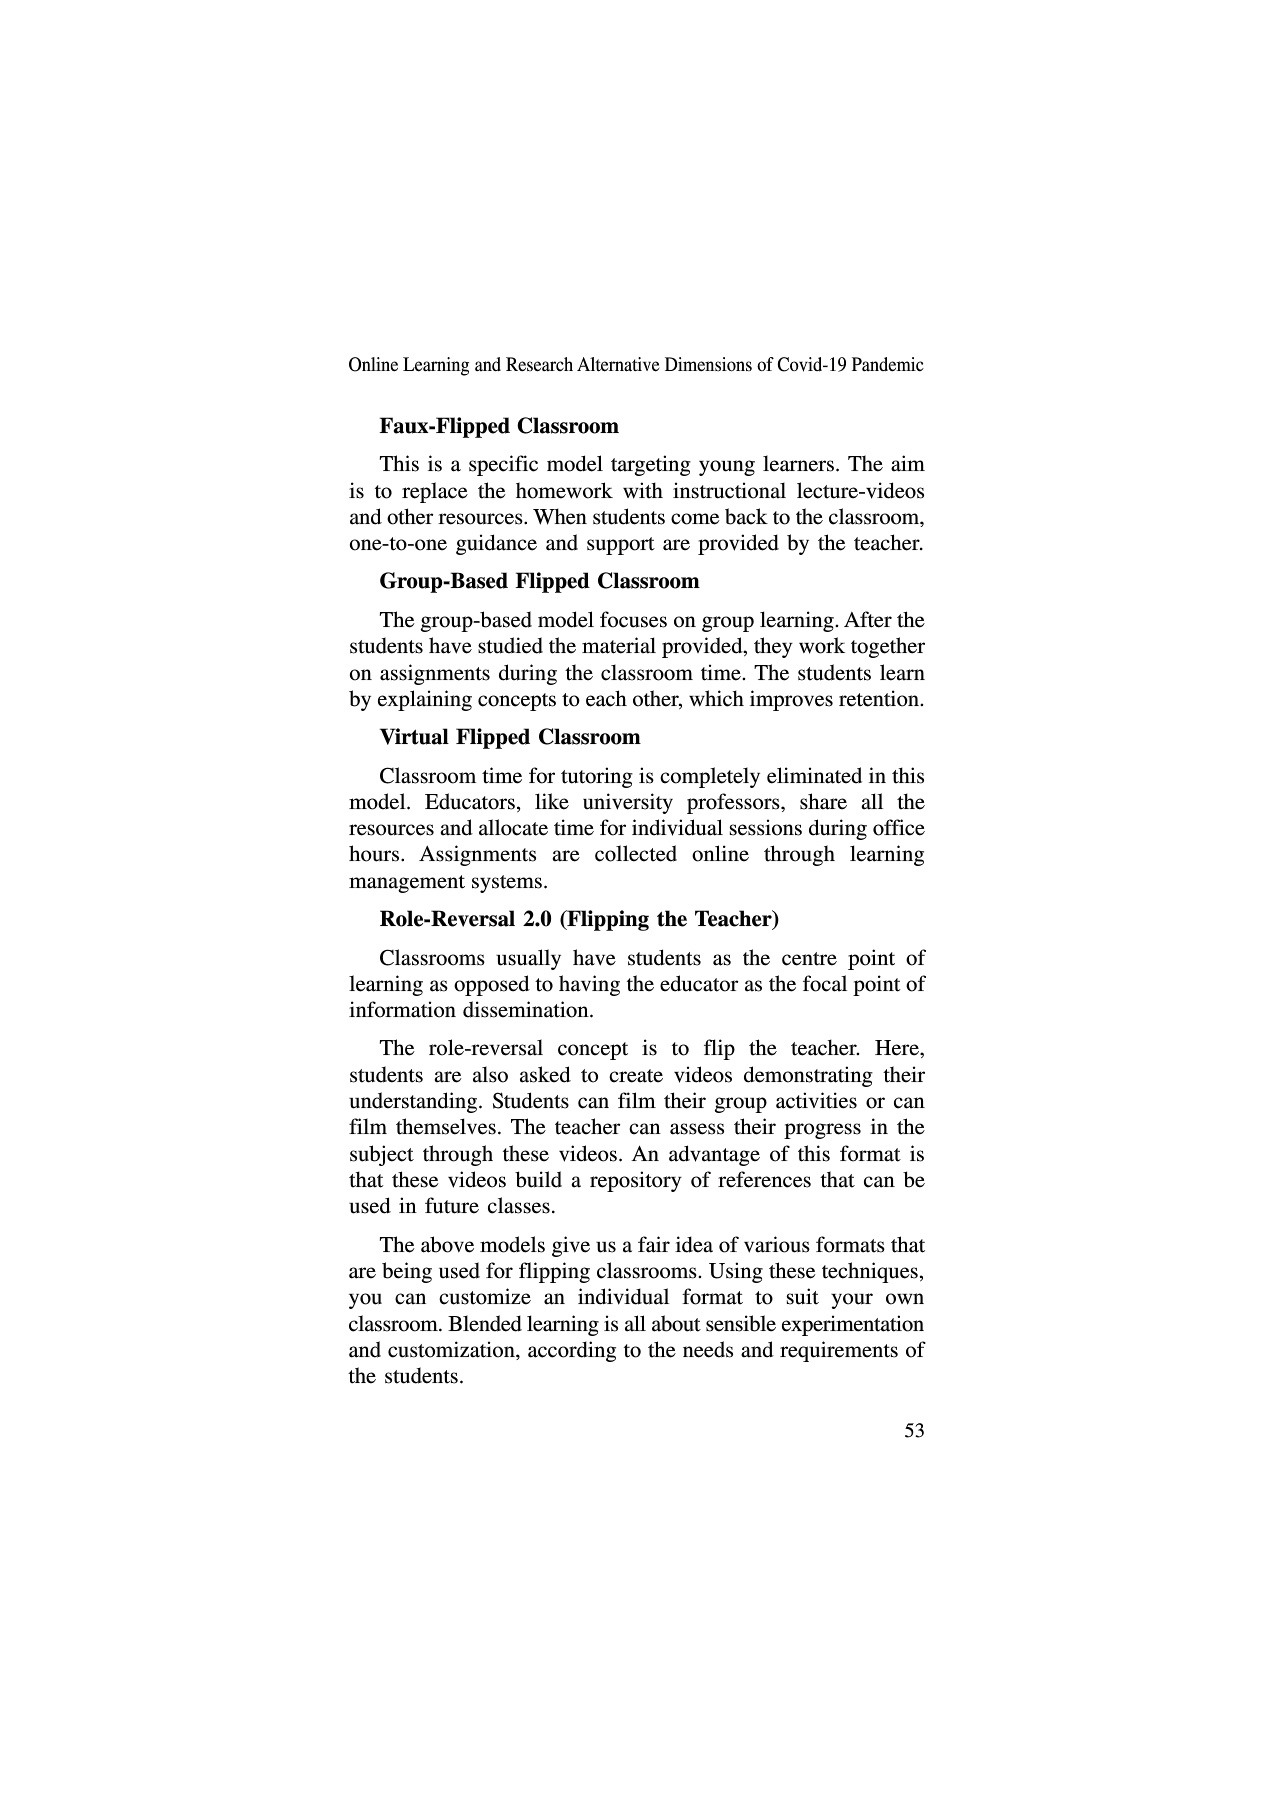 Online Learning and Research Alternative Dimensions of Covid-19 Pandemic
Faux-Flipped Classroom
This is a specific model targeting young learners. The aim
is to replace the homework with instructional lecture-videos
and other resources. When students come back to the classroom,
one-to-one guidance and support are provided by the teacher.
Group-Based Flipped Classroom
The group-based model focuses on group learning. After the
students have studied the material provided, they work together
on assignments during the classroom time. The students learn
by explaining concepts to each other, which improves retention.
Virtual Flipped Classroom
Classroom time for tutoring is completely eliminated in this
model. Educators, like university professors, share all the
resources and allocate time for individual sessions during office
hours. Assignments are collected online through learning
management systems.
Role-Reversal 2.0 (Flipping the Teacher)
Classrooms usually have students as the centre point of
learning as opposed to having the educator as the focal point of
information dissemination.
The role-reversal concept is to flip the teacher. Here,
students are also asked to create videos demonstrating their
understanding. Students can film their group activities or can
film themselves. The teacher can assess their progress in the
subject through these videos. An advantage of this format is
that these videos build a repository of references that can be
used in future classes.
The above models give us a fair idea of various formats that
are being used for flipping classrooms. Using these techniques,
you can customize an individual format to suit your own
classroom. Blended learning is all about sensible experimentation
and customization, according to the needs and requirements of
the students.
53